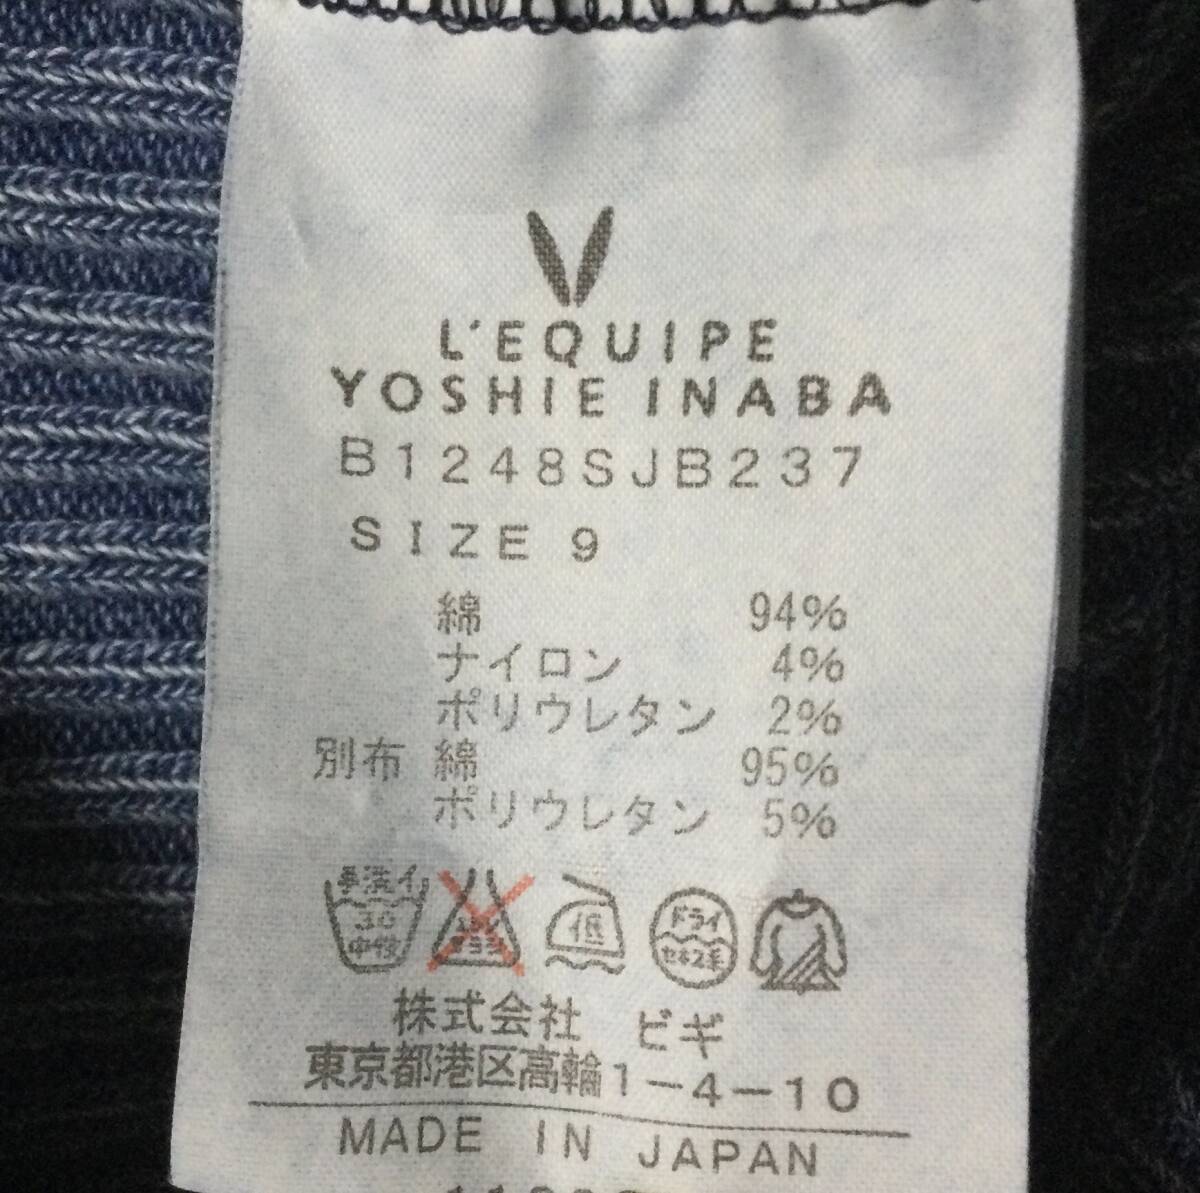 L'EQUIPE
YOSHIE INABA
B1248SJB237
SIZE 9
綿 94%
ナイロン 4%
ポリウレタン 2%
別布 綿 95%
ポリウレタン 5%
手洗イ
30
中性
低
ドライ
セキユ系
株式会社 ビギ
東京都港区高輪1-4-10
MADE IN JAPAN